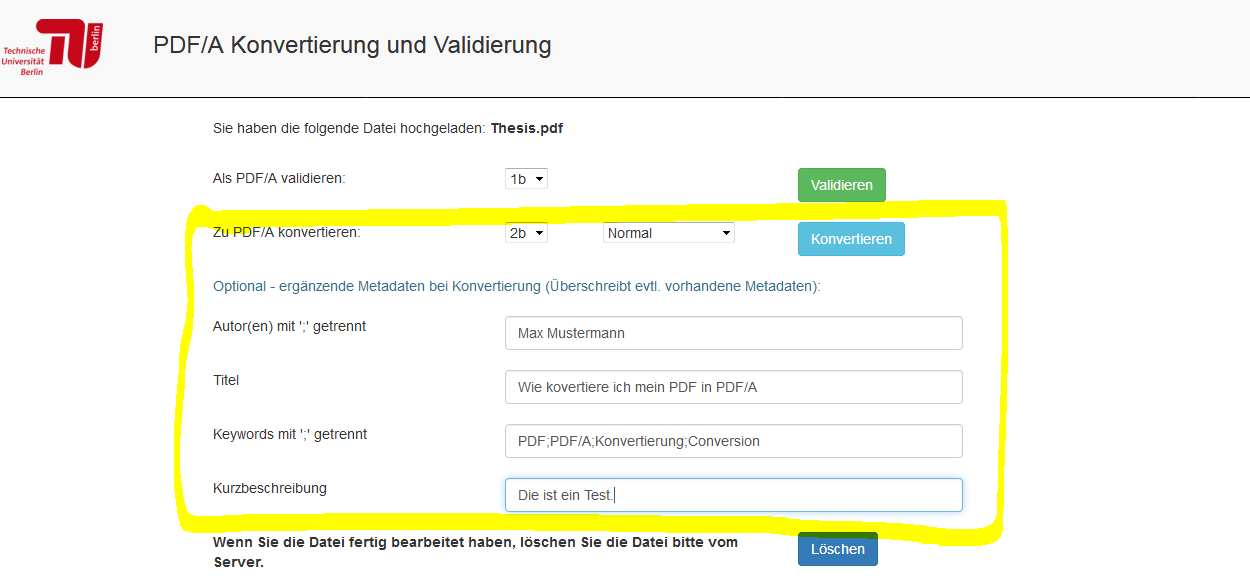 Technische
Universität
Berlin
berlin
PDF/A Konvertierung und Validierung
Sie haben die folgende Datei hochgeladen: Thesis.pdf
Als PDF/A validieren: 1b Validieren
Zu PDF/A konvertieren: 2b Normal Konvertieren
Optional - ergänzende Metadaten bei Konvertierung (Überschreibt evtl. vorhandene Metadaten):
Autor(en) mit ';' getrennt Max Mustermann
Titel Wie kovertiere ich mein PDF in PDF/A
Keywords mit ';' getrennt PDF;PDF/A;Konvertierung;Conversion
Kurzbeschreibung Die ist ein Test.
Wenn Sie die Datei fertig bearbeitet haben, löschen Sie die Datei bitte vom
Server.
Löschen